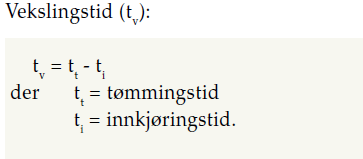 Vekslingstid (tᵥ):
tᵥ = tₜ - tᵢ
der tₜ = tømmingstid
tᵢ = innkjøringstid.